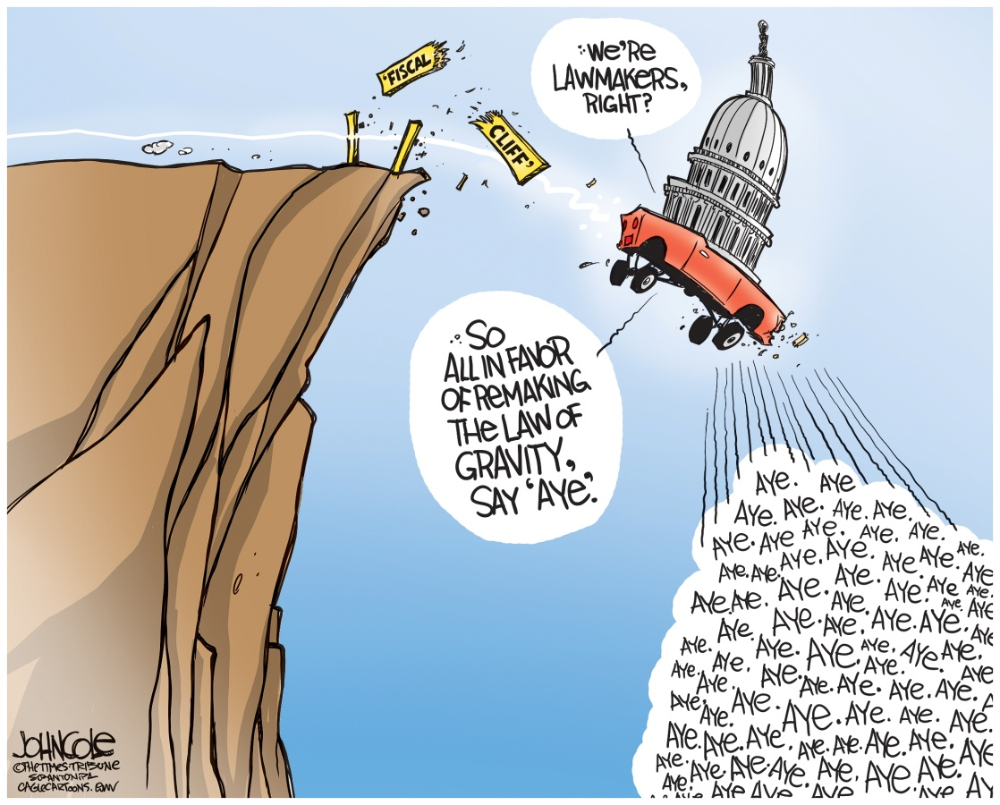 'FISCAL
CLIFF'
WE'RE
LAWMAKERS,
RIGHT?
SO
ALL IN FAVOR
OF REMAKING
THE LAW OF
GRAVITY,
SAY 'AYE'.
AYE. AYE
AYE. AYE. AYE. AYE.
AYE. AYE AYE. AYE. AYE.
AYE. AYE. AYE. AYE. AYE. AYE. AYE. AYE
AYE AYE. AYE. AYE. AYE. AYE AYE.
AYE. AYE. AYE. AYE. AYE. AYE. AYE
AYE. AYE. AYE. AYE. AYE. AYE. AYE
AYE. AYE. AYE. AYE. AYE. AYE. AYE
AYE. AYE. AYE. AYE. AYE. AYE.
AYE. AYE. AYE. AYE. AYE. AYE.
AYE. AYE. AYE. AYE. AYE. AYE. AYE.
AYE. AYE. AYE. AYE. AYE. AYE. AYE. AYE.
AYE. AYE AYE AYE AYE. AYE AYE
JOHN COLE
©THE TIMES-TRIBUNE
SCRANTON PA
CAGLECARTOONS.COM